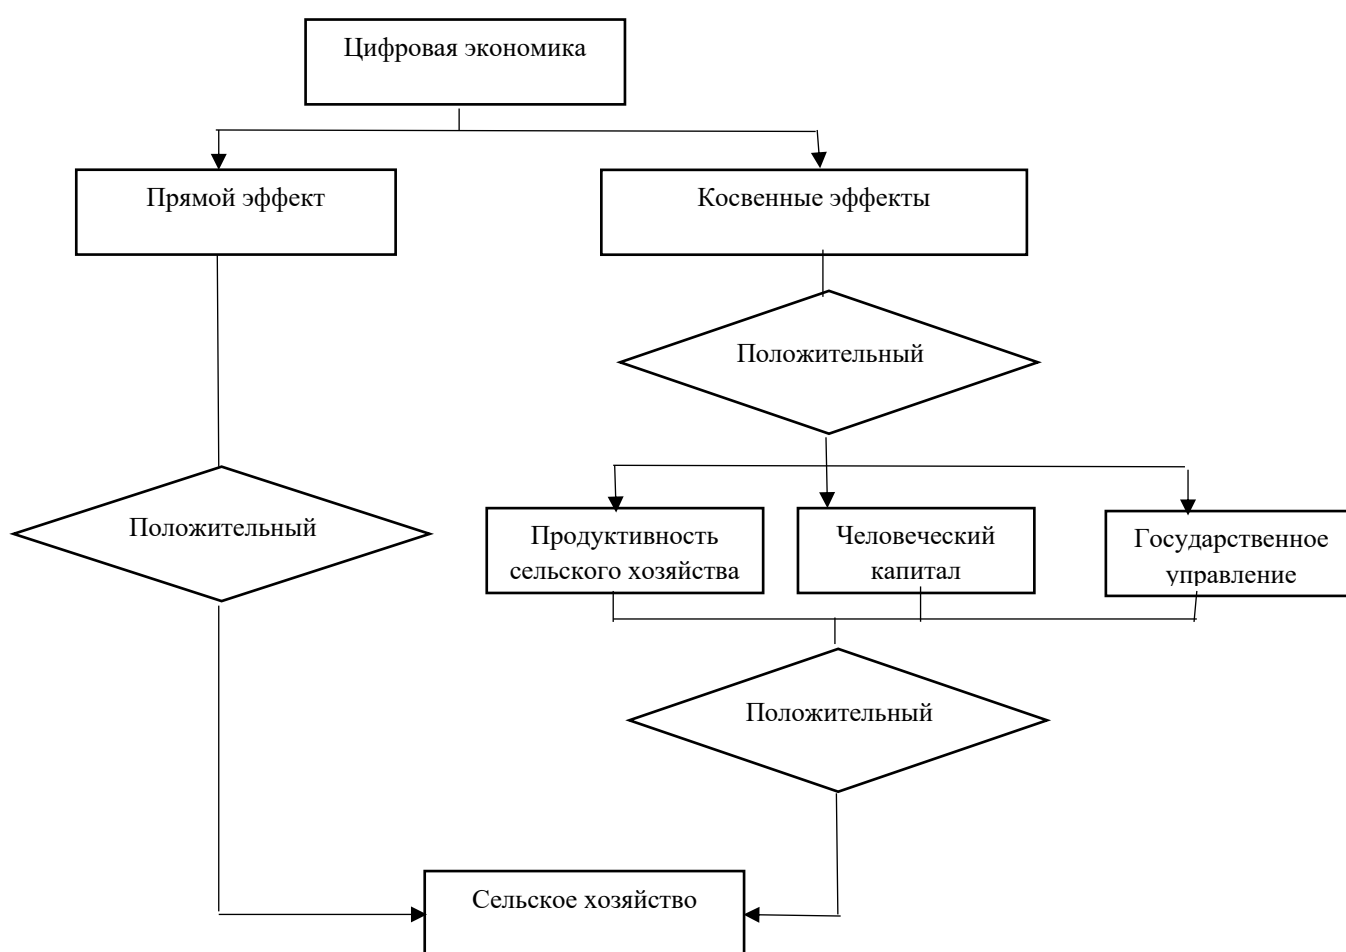 Цифровая экономика
Прямой эффект
Косвенные эффекты
Положительный
Положительный
Продуктивность
сельского хозяйства
Человеческий
капитал
Государственное
управление
Положительный
Сельское хозяйство